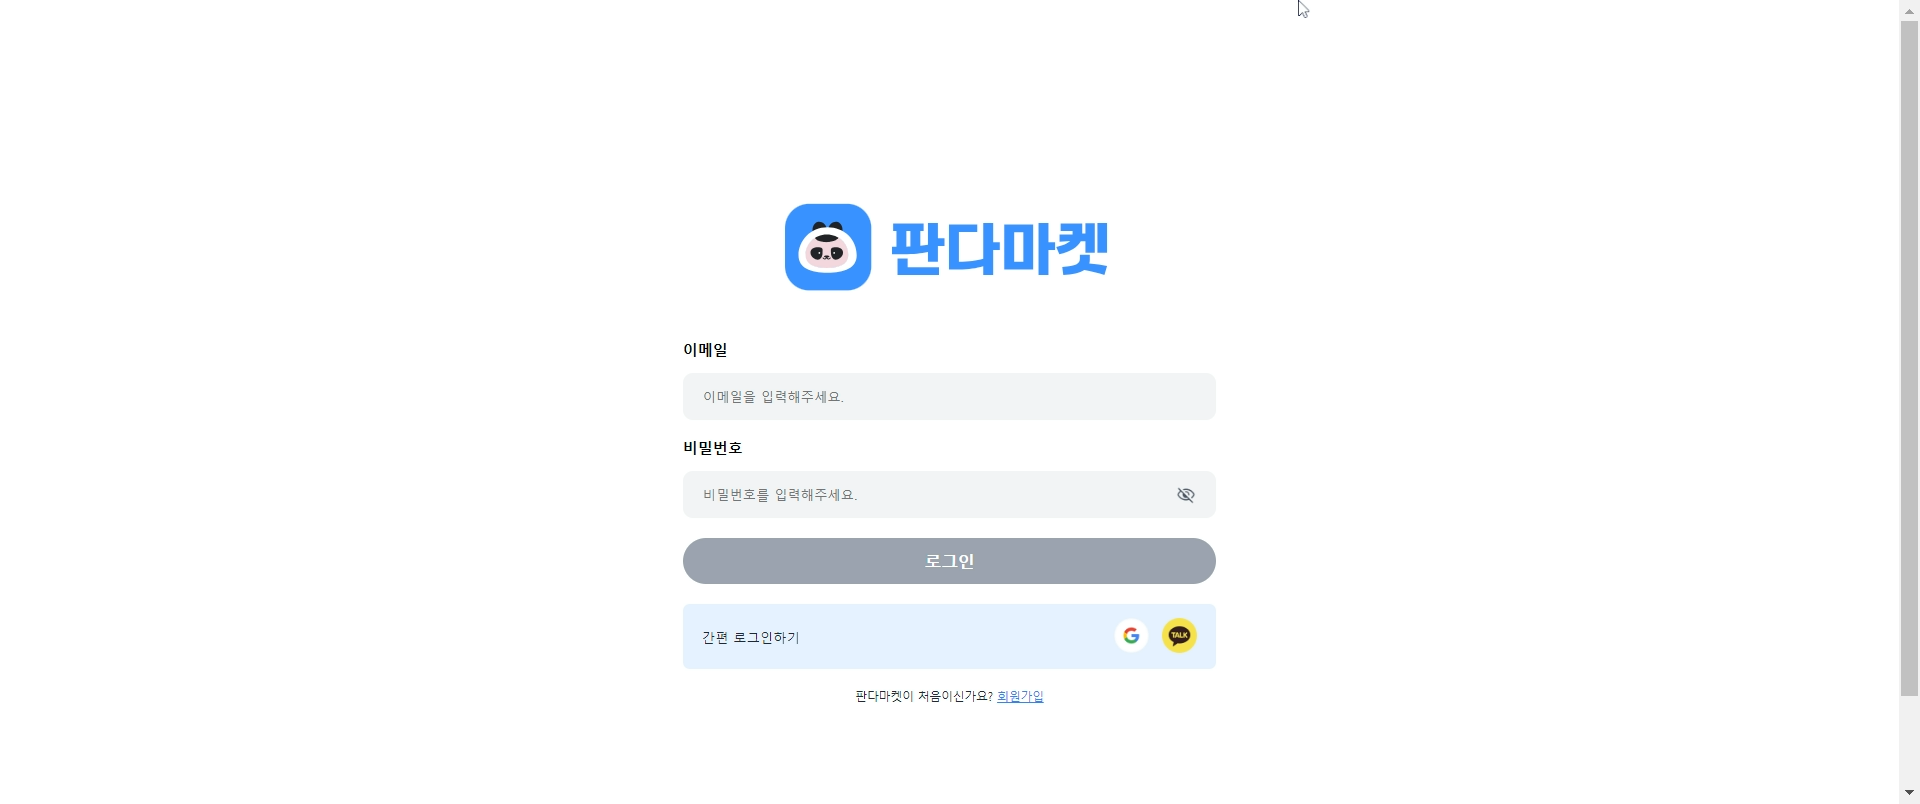 판다마켓
이메일
이메일을 입력해주세요.
비밀번호
비밀번호를 입력해주세요.
로그인
간편 로그인하기
G
TALK
판다마켓이 처음이신가요? 회원가입